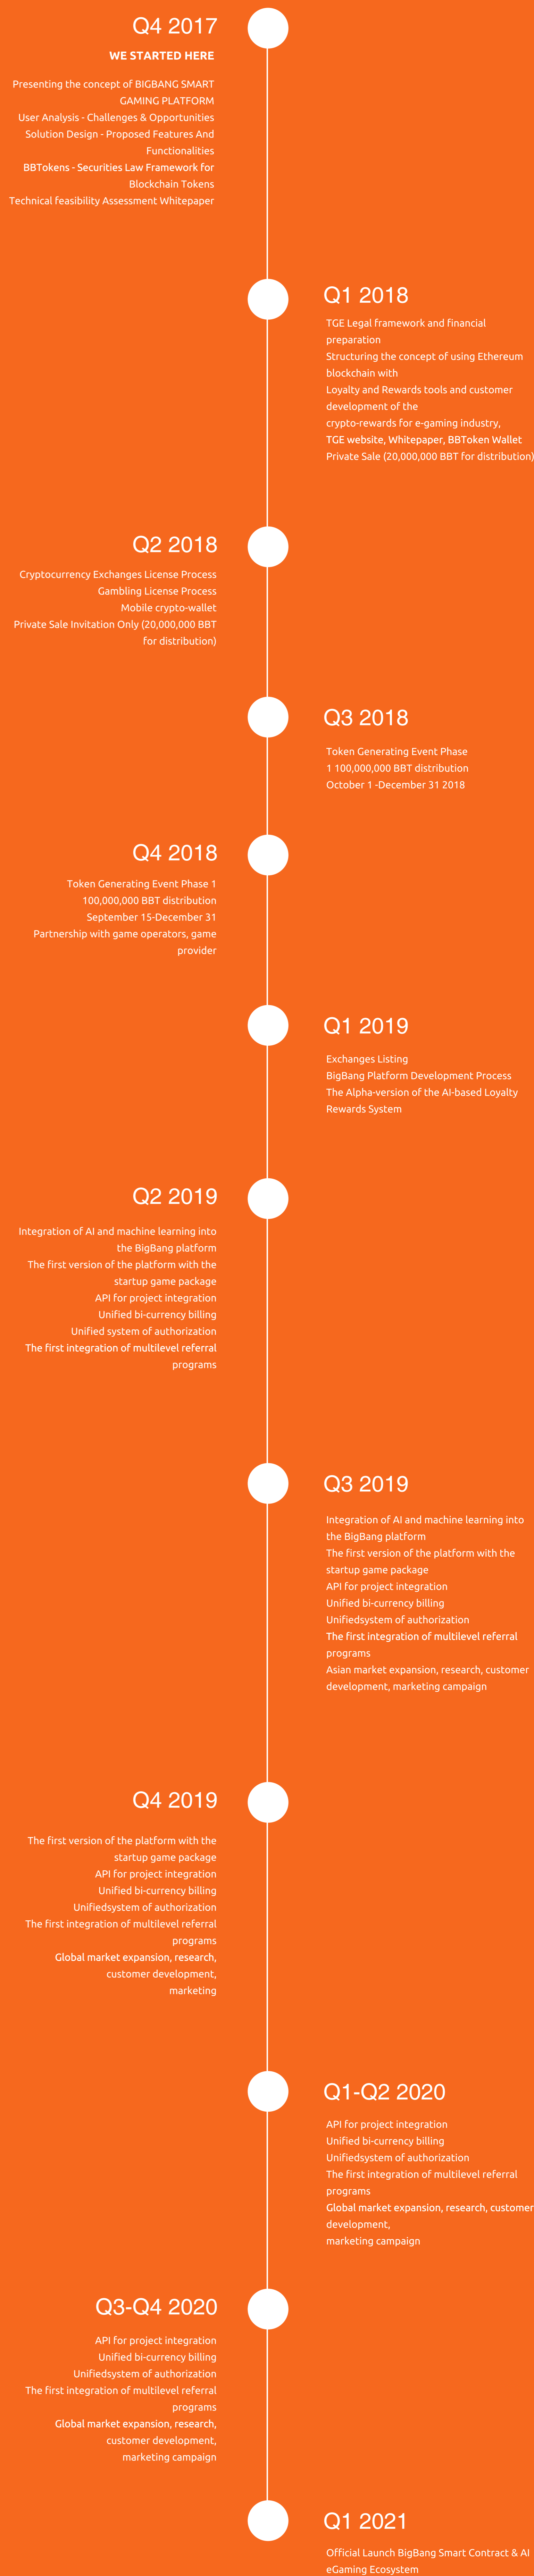 Q4 2017
WE STARTED HERE
Presenting the concept of BIGBANG SMART
GAMING PLATFORM
User Analysis - Challenges & Opportunities
Solution Design - Proposed Features And
Functionalities
BBTokens - Securities Law Framework for
Blockchain Tokens
Technical feasibility Assessment Whitepaper
Q1 2018
TGE Legal framework and financial
preparation
Structuring the concept of using Ethereum
blockchain with
Loyalty and Rewards tools and customer
development of the
crypto-rewards for e-gaming industry,
TGE website, Whitepaper, BBToken Wallet
Private Sale (20,000,000 BBT for distribution)
Q2 2018
Cryptocurrency Exchanges License Process
Gambling License Process
Mobile crypto-wallet
Private Sale Invitation Only (20,000,000 BBT
for distribution)
Q3 2018
Token Generating Event Phase
1 100,000,000 BBT distribution
October 1 -December 31 2018
Q4 2018
Token Generating Event Phase 1
100,000,000 BBT distribution
September 15-December 31
Partnership with game operators, game
provider
Q1 2019
Exchanges Listing
BigBang Platform Development Process
The Alpha-version of the AI-based Loyalty
Rewards System
Q2 2019
Integration of AI and machine learning into
the BigBang platform
The first version of the platform with the
startup game package
API for project integration
Unified bi-currency billing
Unified system of authorization
The first integration of multilevel referral
programs
Q3 2019
Integration of AI and machine learning into
the BigBang platform
The first version of the platform with the
startup game package
API for project integration
Unified bi-currency billing
Unifiedsystem of authorization
The first integration of multilevel referral
programs
Asian market expansion, research, customer
development, marketing campaign
Q4 2019
The first version of the platform with the
startup game package
API for project integration
Unified bi-currency billing
Unifiedsystem of authorization
The first integration of multilevel referral
programs
Global market expansion, research,
customer development,
marketing
Q1-Q2 2020
API for project integration
Unified bi-currency billing
Unifiedsystem of authorization
The first integration of multilevel referral
programs
Global market expansion, research, customer
development,
marketing campaign
Q3-Q4 2020
API for project integration
Unified bi-currency billing
Unifiedsystem of authorization
The first integration of multilevel referral
programs
Global market expansion, research,
customer development,
marketing campaign
Q1 2021
Official Launch BigBang Smart Contract & AI
eGaming Ecosystem